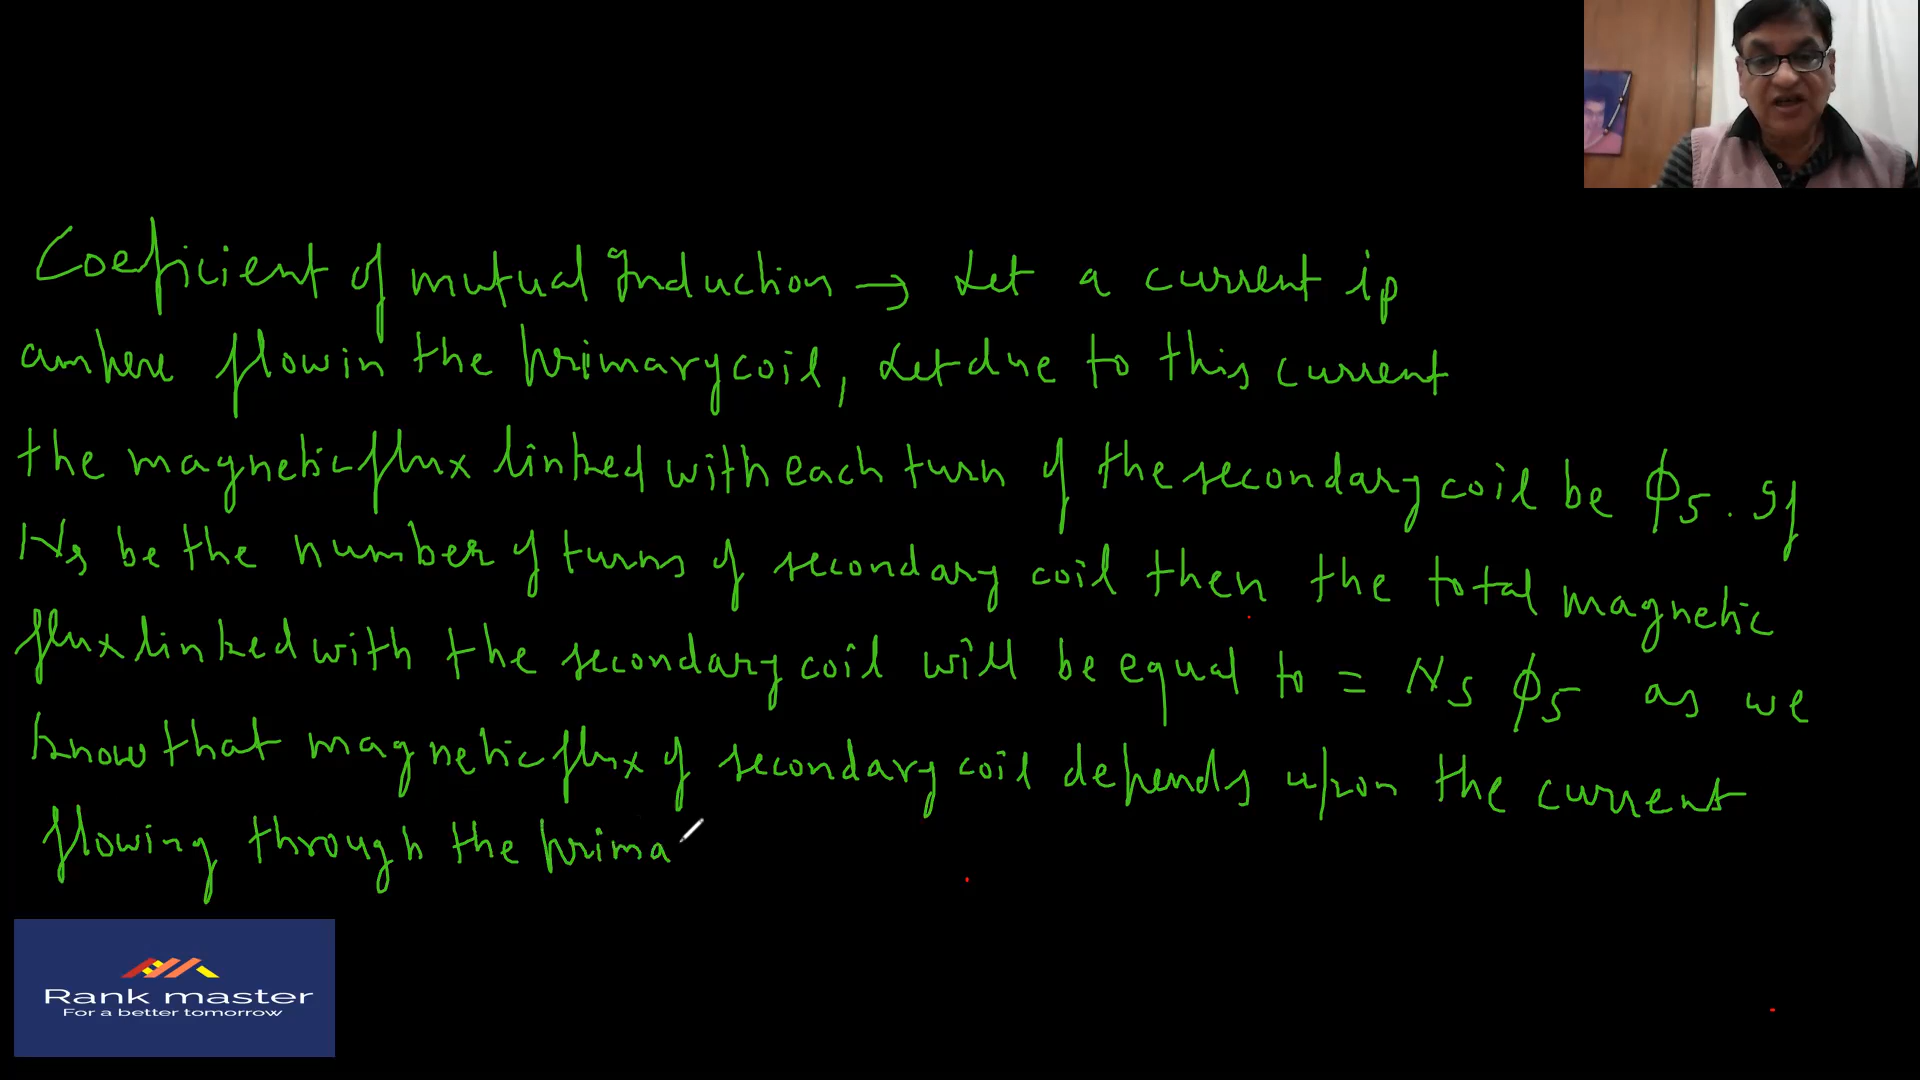 Coeficient of mutual Induction → Let a current ip
ampere flow in the primary coil, Let due to this current
the magnetic flux linked with each turn of the secondary coil be ϕs. If
Ns be the number of turns of secondary coil then the total magnetic
flux linked with the secondary coil will be equal to = Ns ϕs as we
know that magnetic flux of secondary coil depends upon the current
flowing through the prima
Rank master
For a better tomorrow